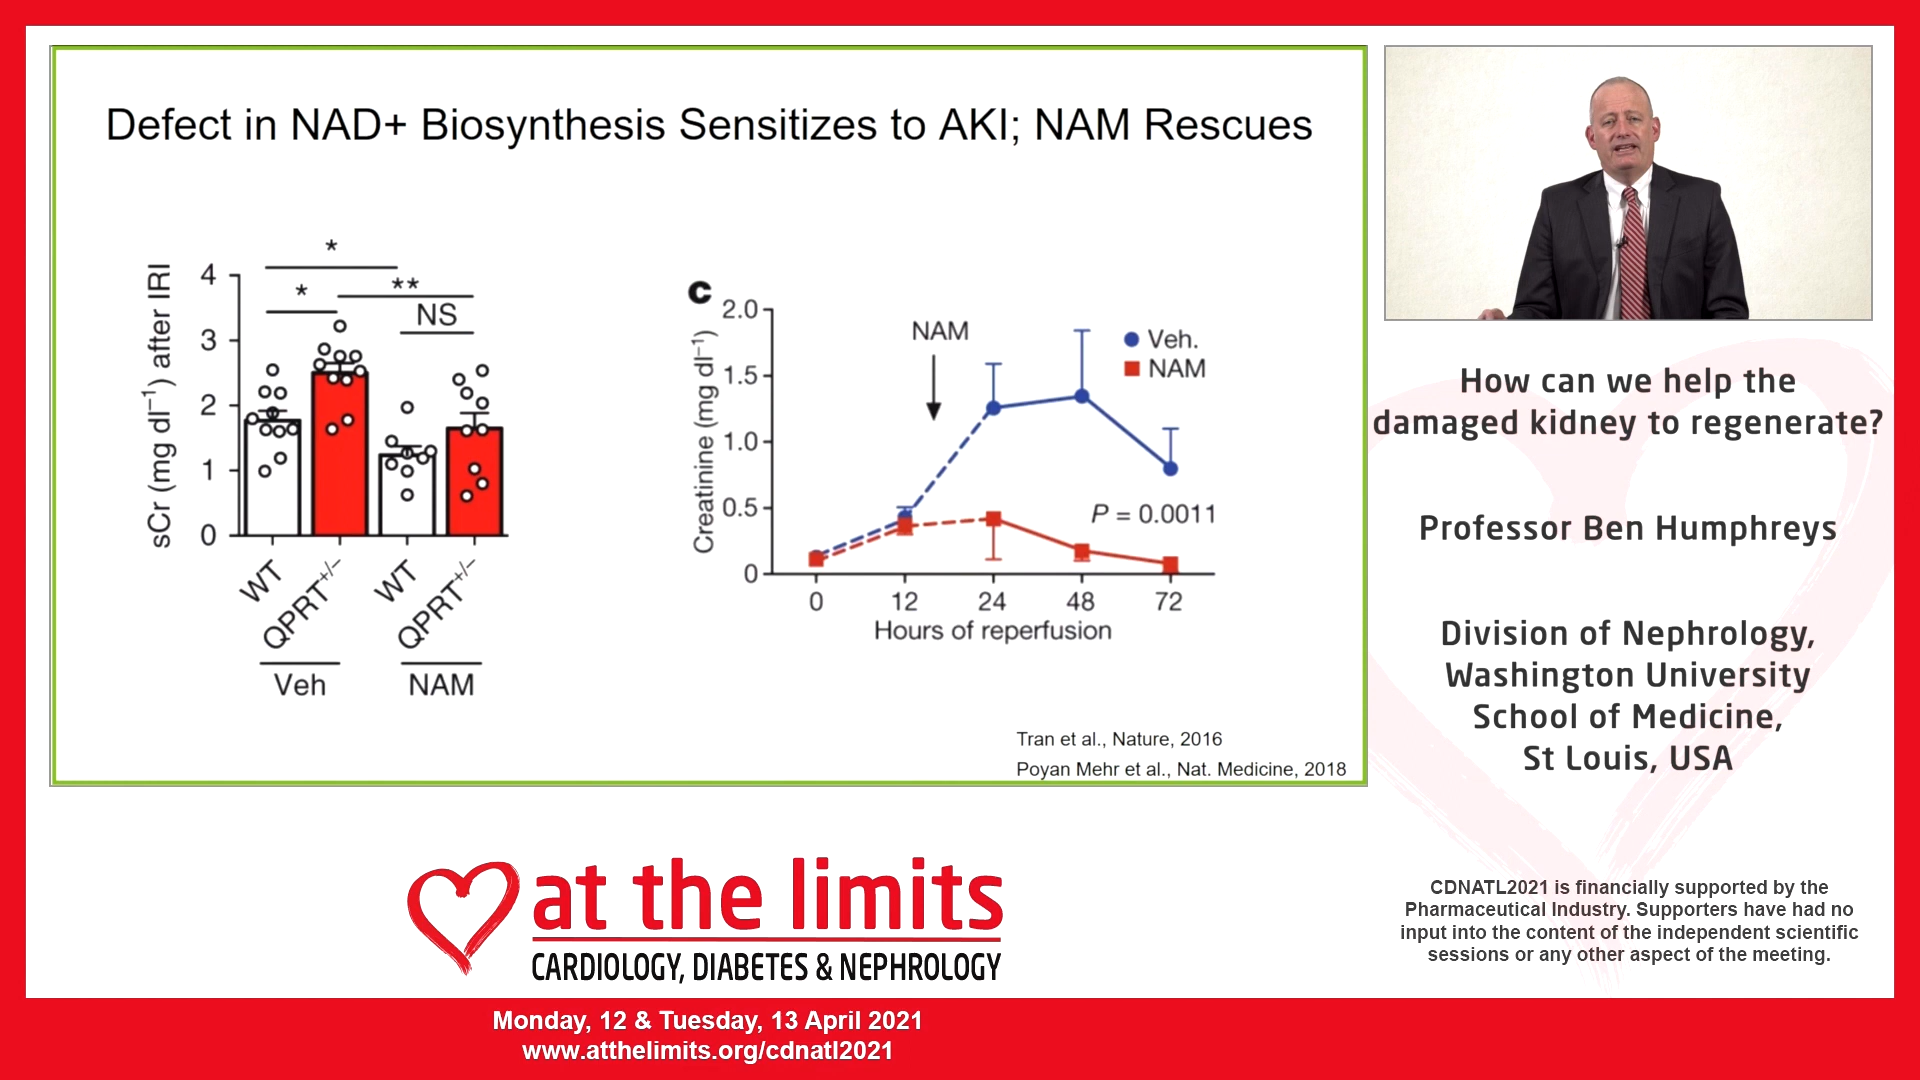 Defect in NAD+ Biosynthesis Sensitizes to AKI; NAM Rescues
sCr (mg dl⁻¹) after IRI
4
3
2
1
0
*
*
**
NS
WT
QPRT⁺/⁻
WT
QPRT⁺/⁻
Veh
NAM
c
Creatinine (mg dl⁻¹)
2.0
1.5
1.0
0.5
0
NAM
Veh.
NAM
P = 0.0011
0 12 24 48 72
Hours of reperfusion
Tran et al., Nature, 2016
Poyan Mehr et al., Nat. Medicine, 2018
How can we help the
damaged kidney to regenerate?
Professor Ben Humphreys
Division of Nephrology,
Washington University
School of Medicine,
St Louis, USA
at the limits
CARDIOLOGY, DIABETES & NEPHROLOGY
CDNATL2021 is financially supported by the
Pharmaceutical Industry. Supporters have had no
input into the content of the independent scientific
sessions or any other aspect of the meeting.
Monday, 12 & Tuesday, 13 April 2021
www.atthelimits.org/cdnatl2021